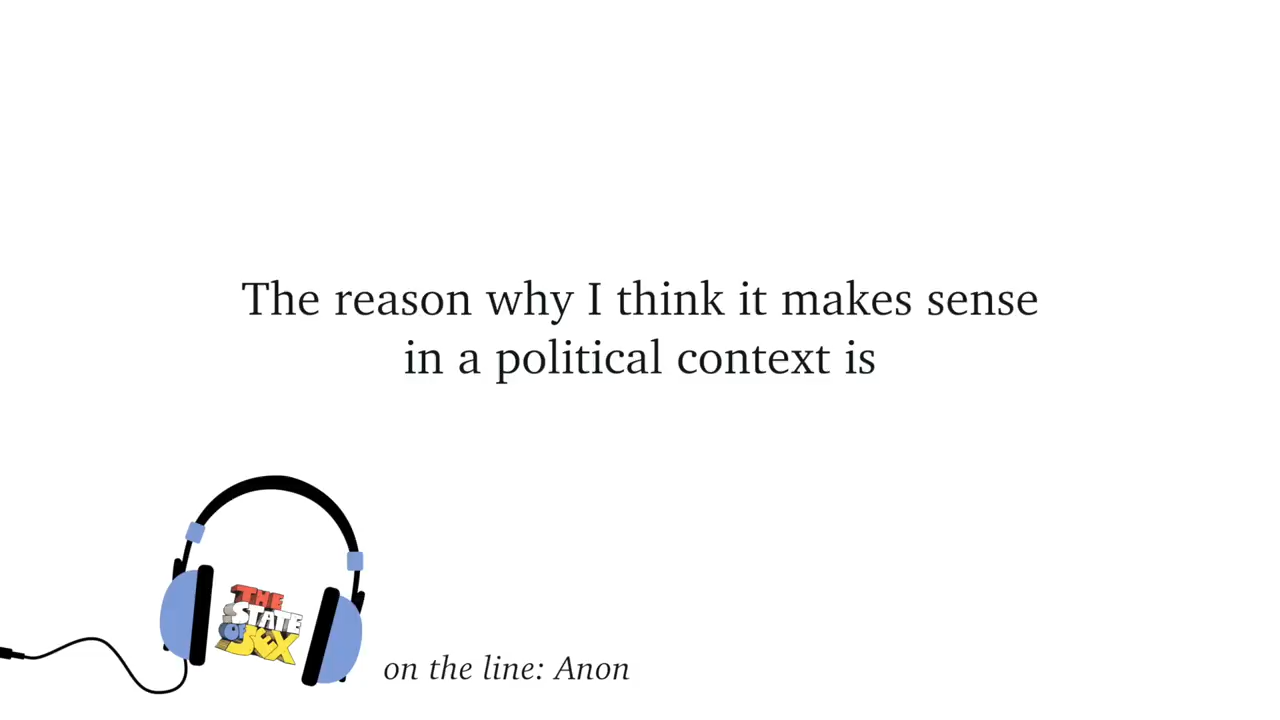 The reason why I think it makes sense
in a political context is
THE
STATE
OF SEX
on the line: Anon